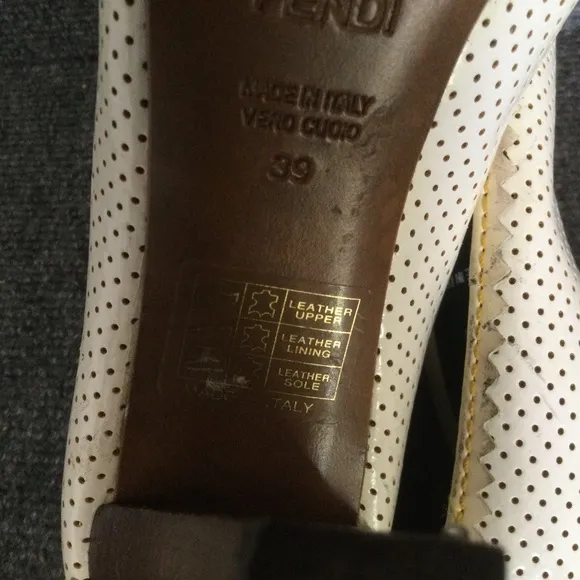 FENDI
MADE IN ITALY
VERO CUOIO
39
LEATHER
UPPER
LEATHER
LINING
LEATHER
SOLE
ITALY